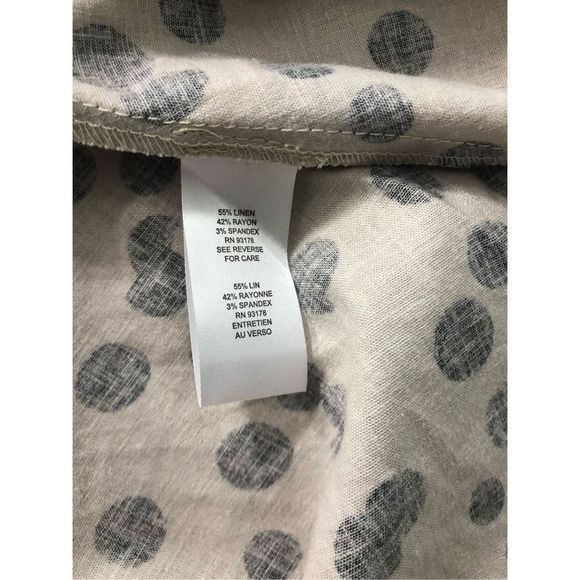 55% LINEN
42% RAYON
3% SPANDEX
RN 93178
SEE REVERSE
FOR CARE
55% LIN
42% RAYONNE
3% SPANDEX
RN 93178
ENTRETIEN
AU VERSO